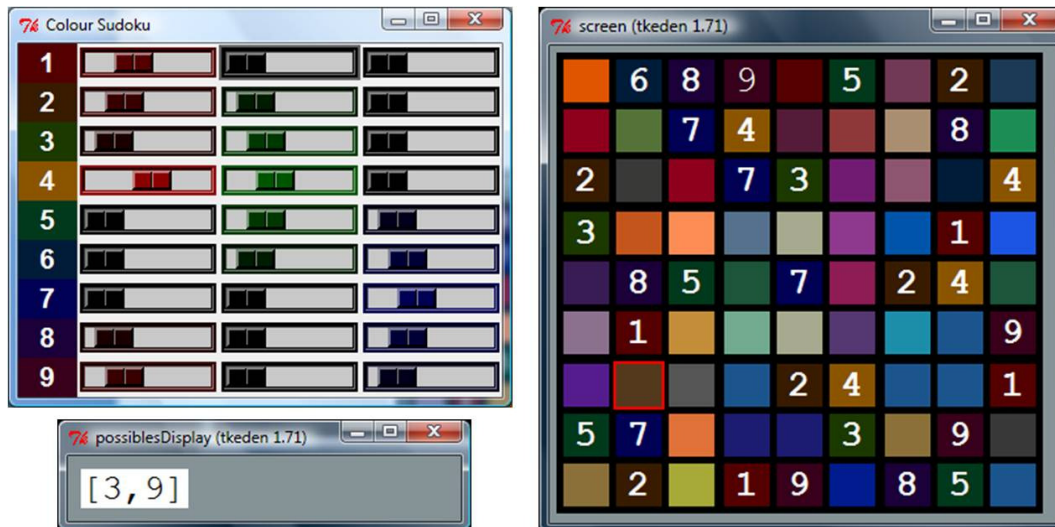 Colour Sudoku
1
2
3
4
5
6
7
8
9
possiblesDisplay (tkeden 1.71)
[3,9]
screen (tkeden 1.71)
6 8 9 5 2
7 4 8
2 7 3 4
3 1
8 5 7 2 4
1 9
2 4 1
5 7 3 9
2 1 9 8 5